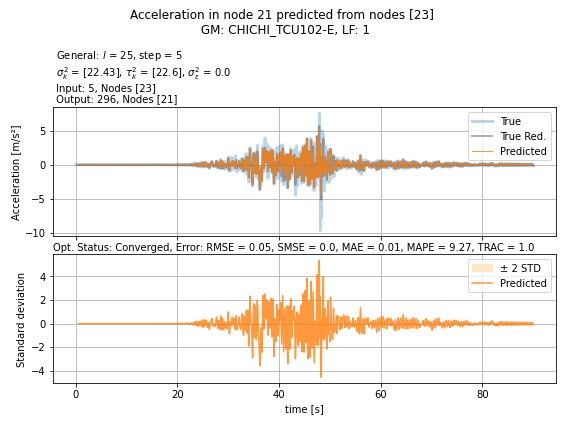 Acceleration in node 21 predicted from nodes [23]
GM: CHICHI_TCU102-E, LF: 1
General: l = 25, step = 5
σ²ₖ = [22.43], τ²ₖ = [22.6], σ²ε = 0.0
Input: 5, Nodes [23]
Output: 296, Nodes [21]
Acceleration [m/s²]
5
0
−5
−10
True
True Red.
Predicted
Opt. Status: Converged, Error: RMSE = 0.05, SMSE = 0.0, MAE = 0.01, MAPE = 9.27, TRAC = 1.0
Standard deviation
4
2
0
−2
−4
± 2 STD
Predicted
0 20 40 60 80
time [s]